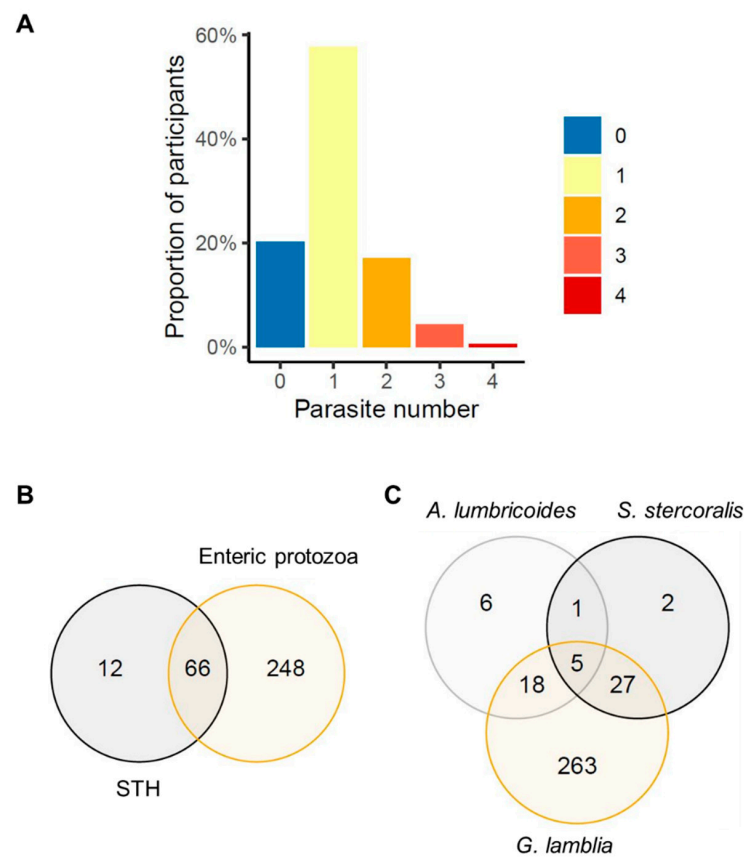 A
Proportion of participants
60%
40%
20%
0%
0
1
2
3
4
Parasite number
0
1
2
3
4
B
Enteric protozoa
12
66
248
STH
C
A. lumbricoides
S. stercoralis
6
1
2
5
18
27
263
G. lamblia